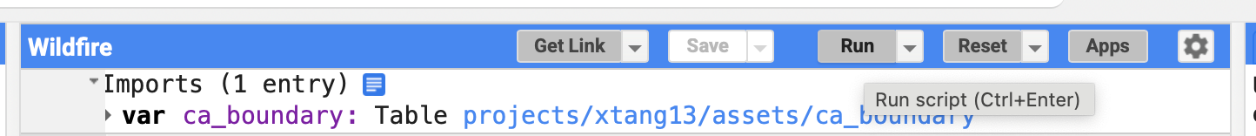 Wildfire Get Link Save Run Reset Apps
Imports (1 entry)
Run script (Ctrl+Enter)
var ca_boundary: Table projects/xtang13/assets/ca_boundary